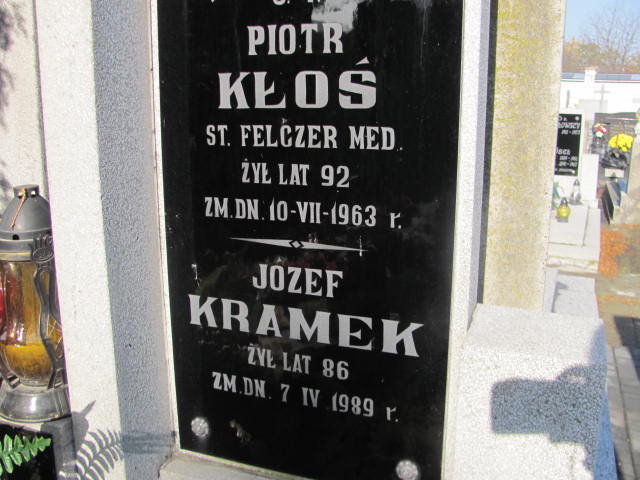 PIOTR
KŁOŚ
ST. FELCZER MED.
ŻYŁ LAT 92
ZM. DN. 10-VII-1963 r.
JOZEF
KRAMEK
ŻYŁ LAT 86
ZM. DN. 7 IV 1989 r.